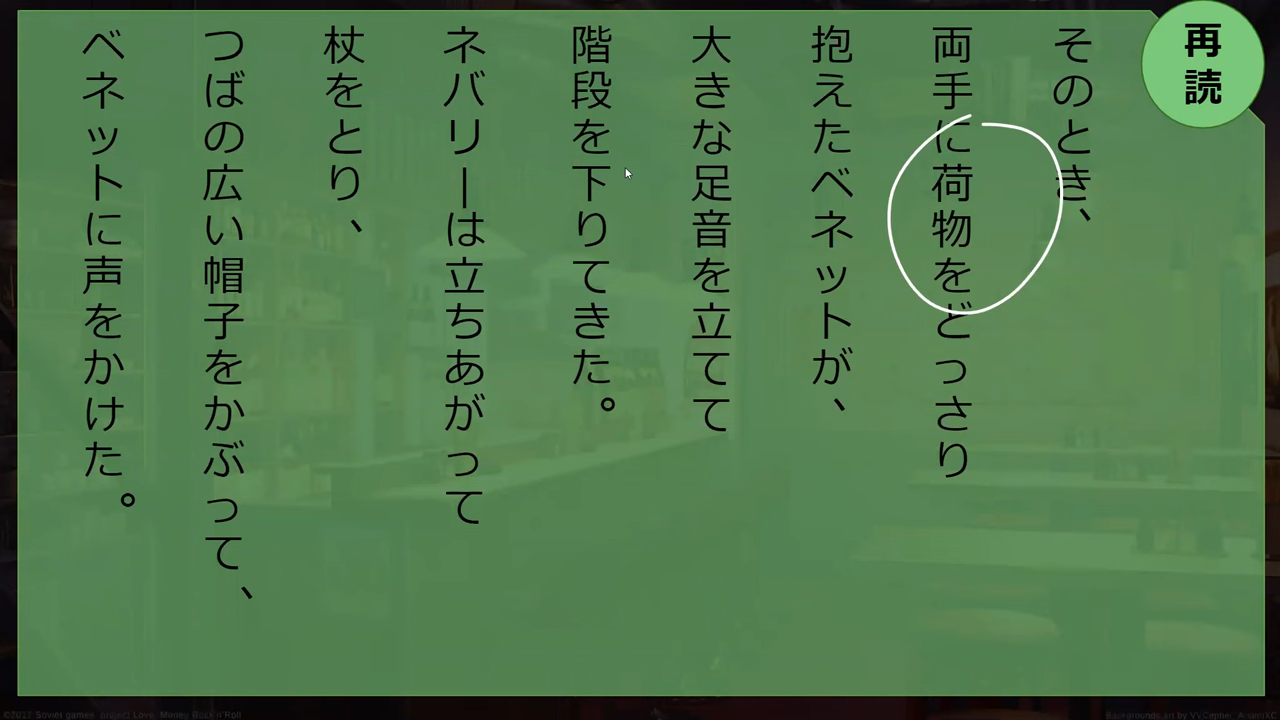 再読
そのとき、
両手に荷物をどっさり
抱えたベネットが、
大きな足音を立てて
階段を下りてきた。
ネバリーは立ちあがって
杖をとり、
つばの広い帽子をかぶって、
ベネットに声をかけた。